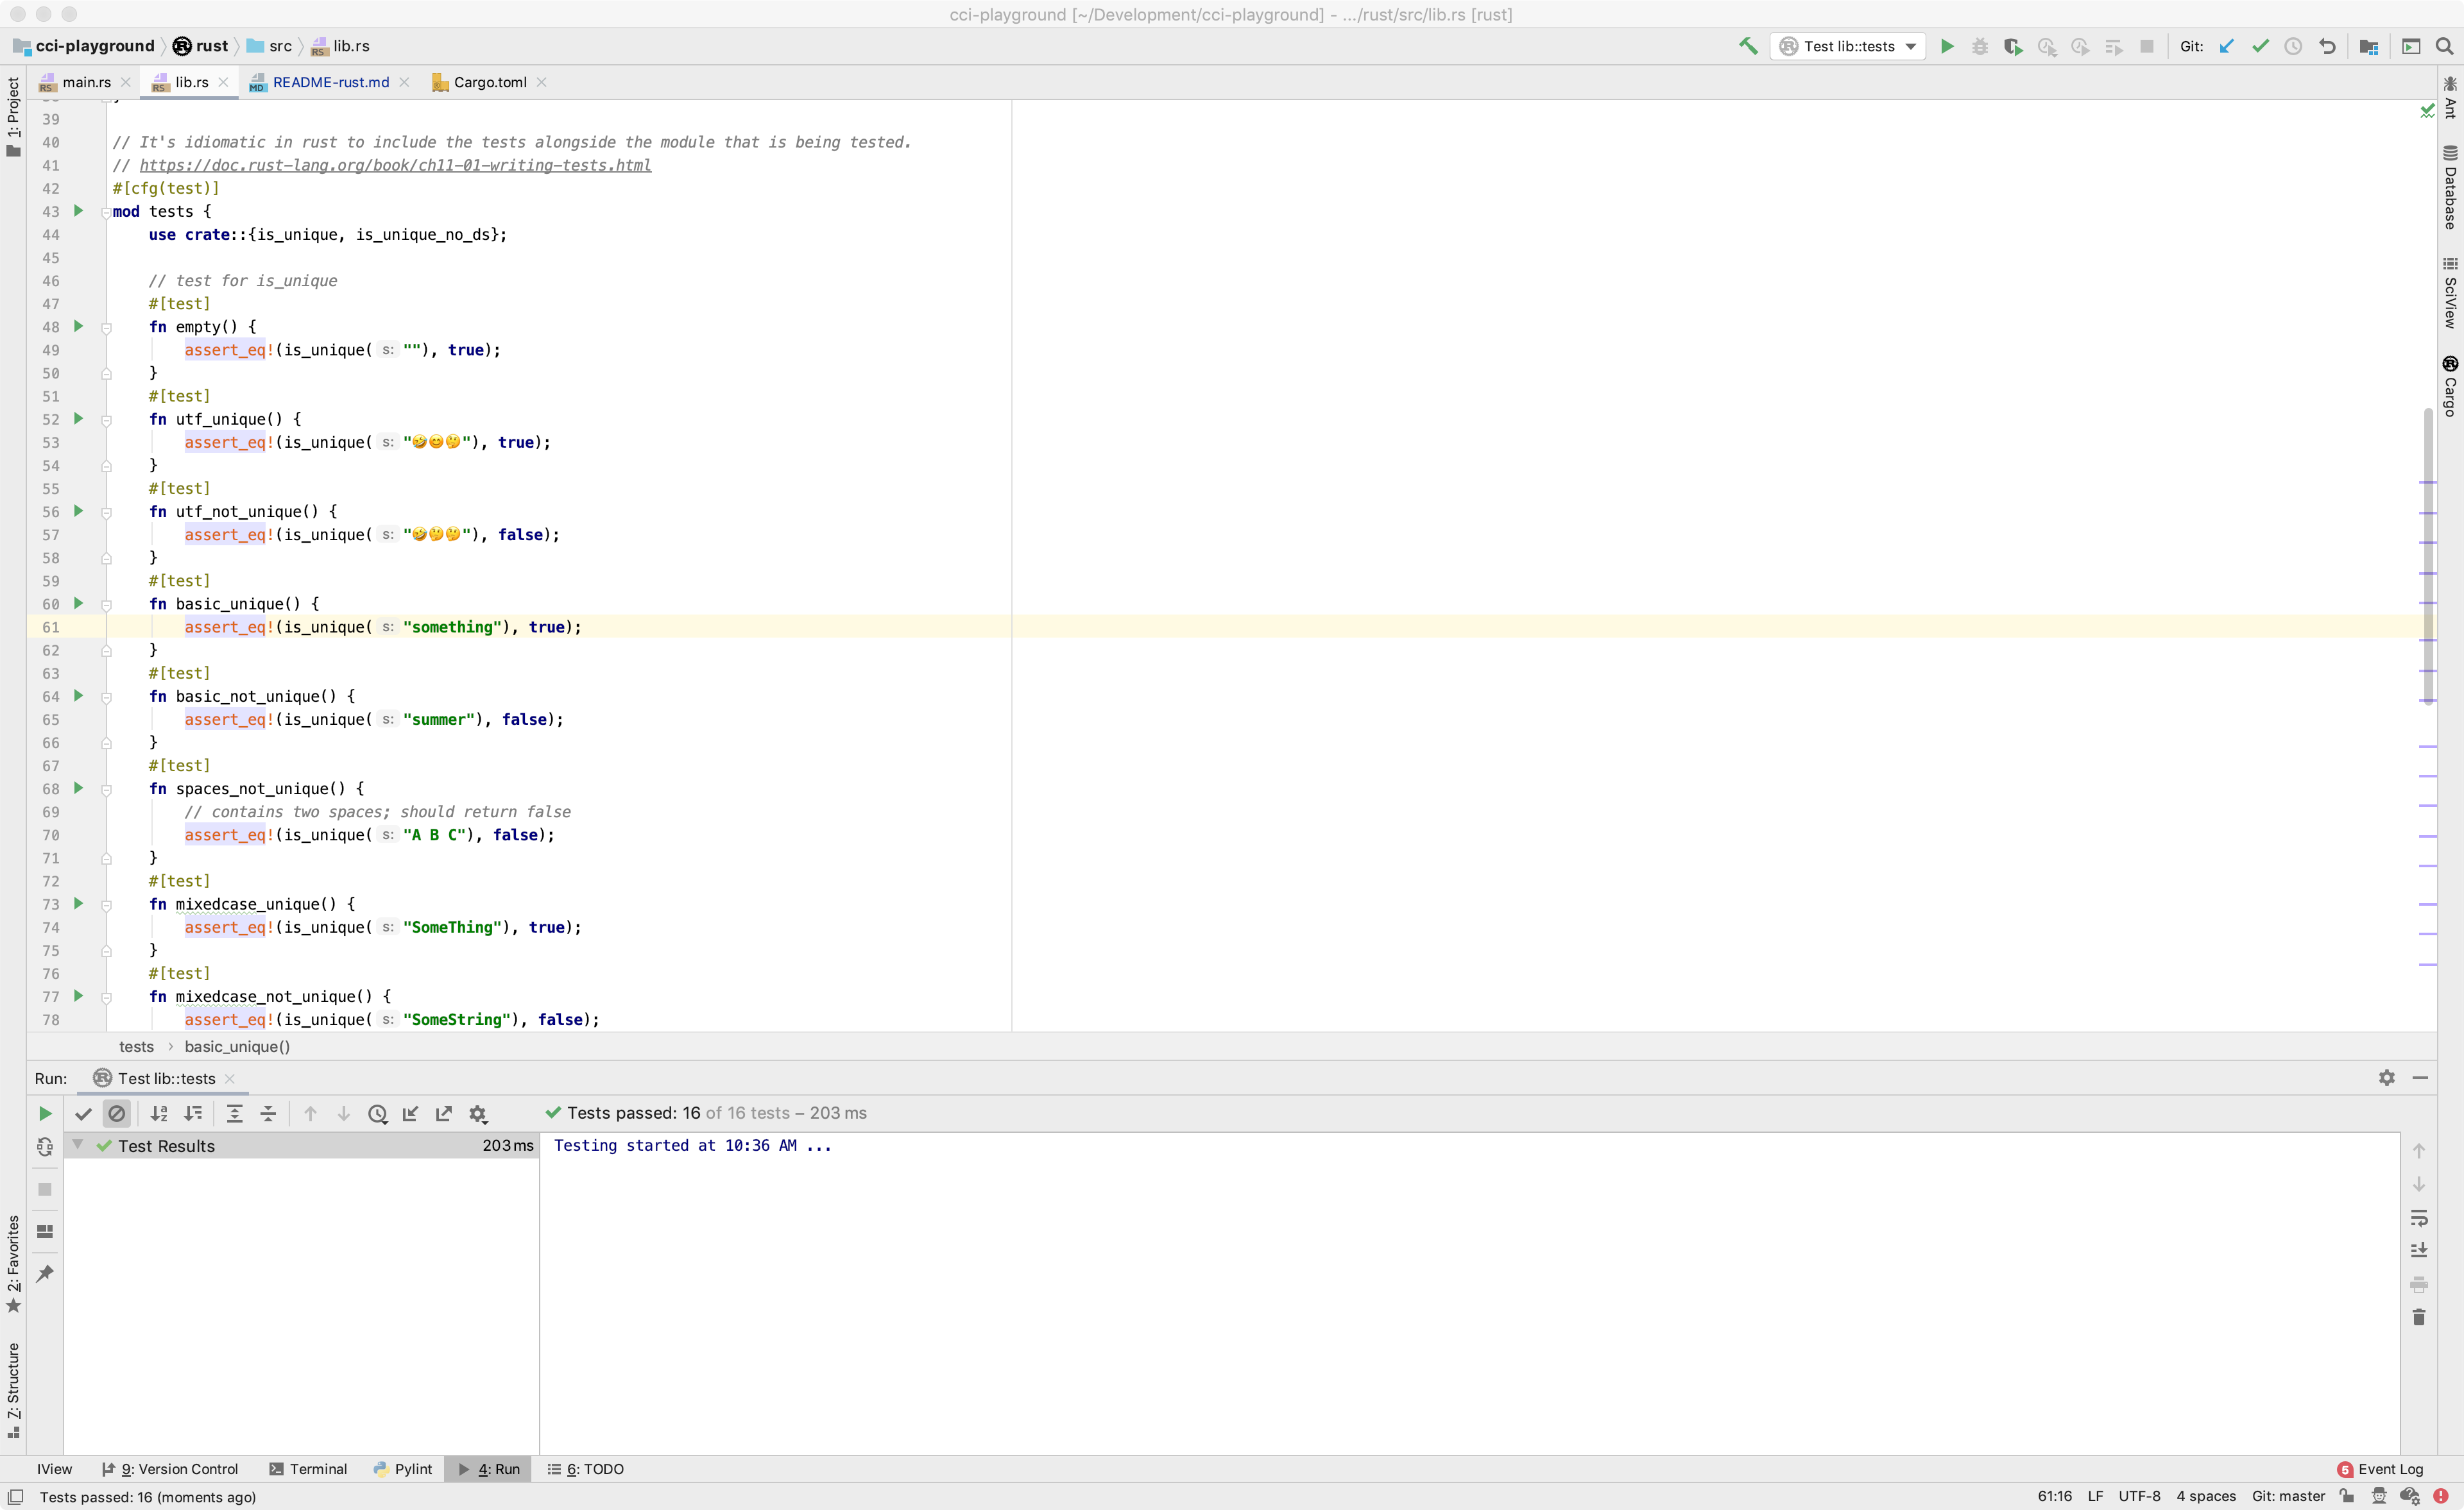 cci-playground [~/Development/cci-playground] - .../rust/src/lib.rs [rust]
cci-playground rust src lib.rs
Test lib::tests
Git:
main.rs
lib.rs
README-rust.md
Cargo.toml
1: Project
39
40 // It's idiomatic in rust to include the tests alongside the module that is being tested.
41 // https://doc.rust-lang.org/book/ch11-01-writing-tests.html
42 #[cfg(test)]
43 mod tests {
44 use crate::{is_unique, is_unique_no_ds};
45
46 // test for is_unique
47 #[test]
48 fn empty() {
49 assert_eq!(is_unique( s: ""), true);
50 }
51 #[test]
52 fn utf_unique() {
53 assert_eq!(is_unique( s: "🤣😊🤔"), true);
54 }
55 #[test]
56 fn utf_not_unique() {
57 assert_eq!(is_unique( s: "🤣🤔🤔"), false);
58 }
59 #[test]
60 fn basic_unique() {
61 assert_eq!(is_unique( s: "something"), true);
62 }
63 #[test]
64 fn basic_not_unique() {
65 assert_eq!(is_unique( s: "summer"), false);
66 }
67 #[test]
68 fn spaces_not_unique() {
69 // contains two spaces; should return false
70 assert_eq!(is_unique( s: "A B C"), false);
71 }
72 #[test]
73 fn mixedcase_unique() {
74 assert_eq!(is_unique( s: "SomeThing"), true);
75 }
76 #[test]
77 fn mixedcase_not_unique() {
78 assert_eq!(is_unique( s: "SomeString"), false);
tests › basic_unique()
Ant
Database
SciView
Cargo
Run: Test lib::tests
Tests passed: 16 of 16 tests – 203 ms
Test Results 203 ms
Testing started at 10:36 AM ...
2: Favorites
Z: Structure
IView
9: Version Control
Terminal
Pylint
4: Run
6: TODO
5 Event Log
Tests passed: 16 (moments ago)
61:16 LF UTF-8 4 spaces Git: master